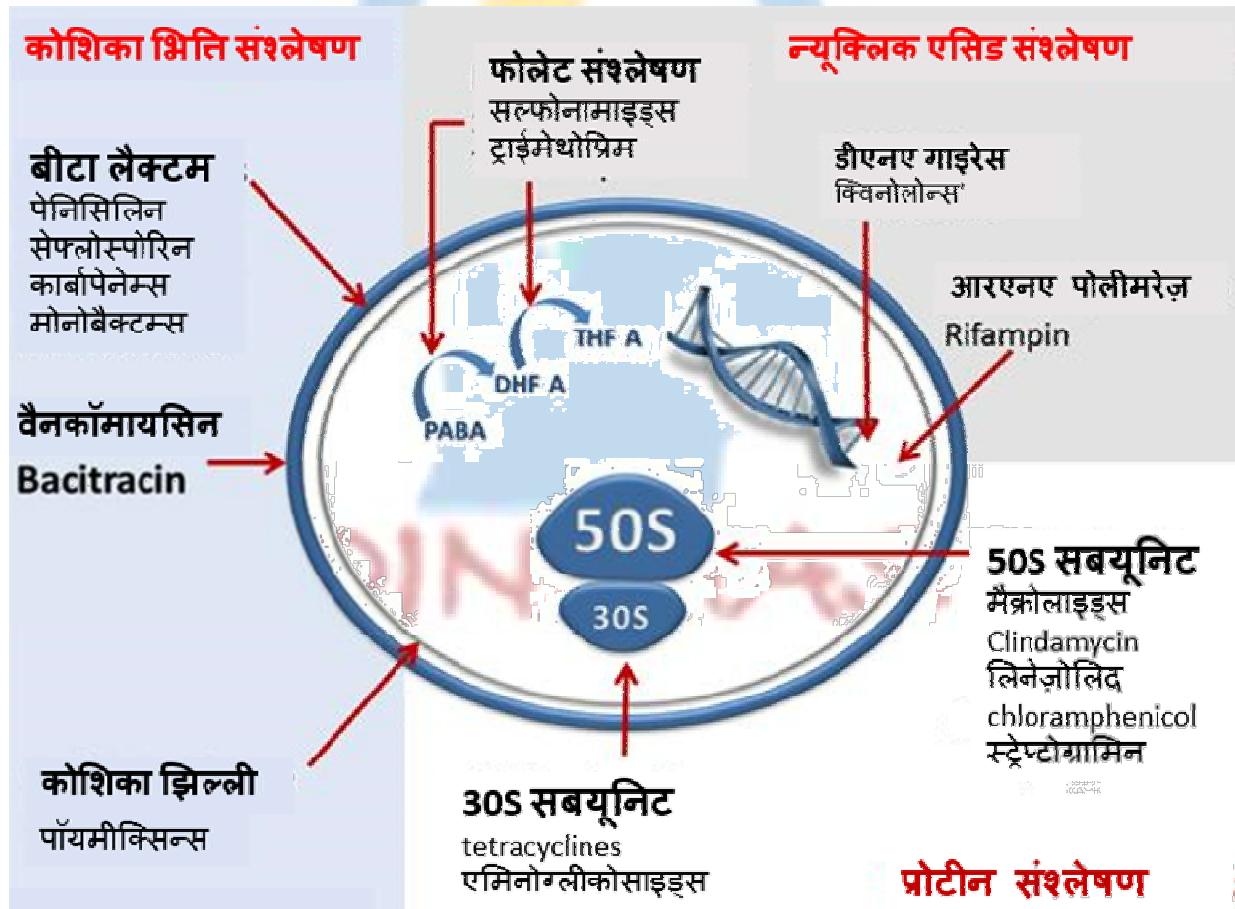 कोशिका भित्ति संश्लेषण
बीटा लैक्टम
पेनिसिलिन
सेफ्लोस्पोरिन
कार्बापेनेम्स
मोनोबैक्टम्स
वैनकॉमायसिन
Bacitracin
कोशिका झिल्ली
पॉयमीक्सिन्स
फोलेट संश्लेषण
सल्फोनामाइड्स
ट्राईमेथोप्रिम
न्यूक्लिक एसिड संश्लेषण
डीएनए गाइरेस
क्विनोलोन्स'
आरएनए पोलीमरेज़
Rifampin
THF A
DHF A
PABA
50S
30S
50S सबयूनिट
मैक्रोलाइड्स
Clindamycin
लिनेज़ोलिद
chloramphenicol
स्ट्रेप्टोग्रामिन
30S सबयूनिट
tetracyclines
एमिनोग्लीकोसाइड्स
प्रोटीन संश्लेषण